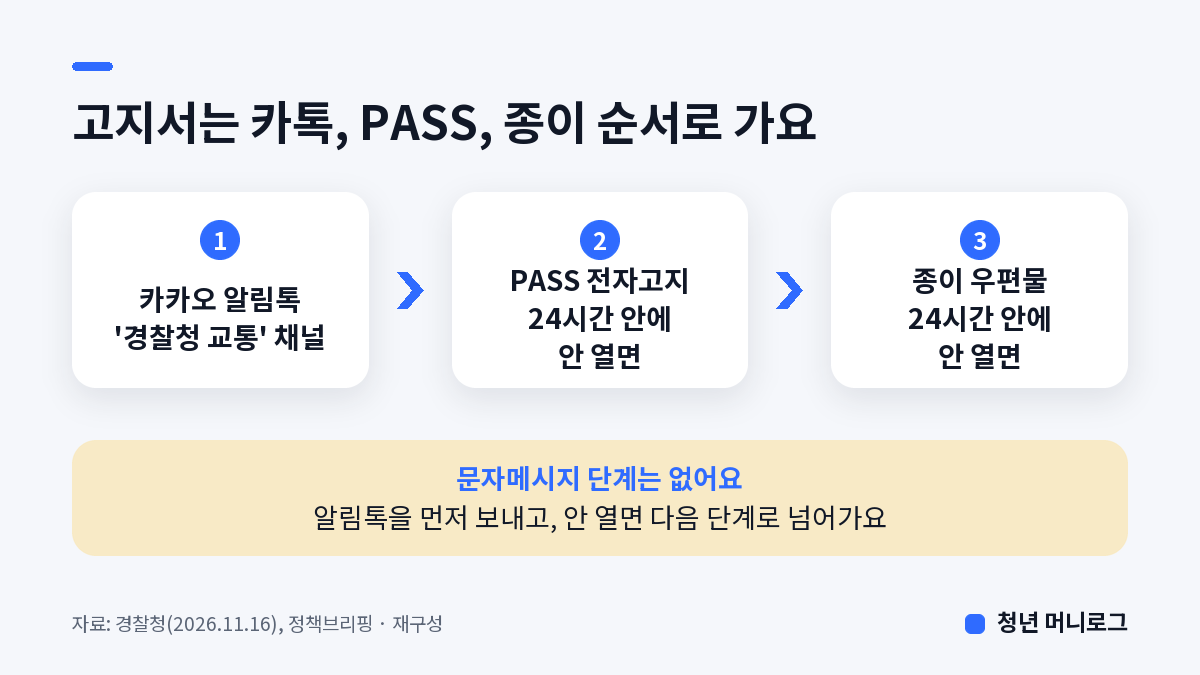 고지서는 카톡, PASS, 종이 순서로 가요
1
카카오 알림톡
'경찰청 교통' 채널
2
PASS 전자고지
24시간 안에
안 열면
3
종이 우편물
24시간 안에
안 열면
문자메시지 단계는 없어요
알림톡을 먼저 보내고, 안 열면 다음 단계로 넘어가요
자료: 경찰청(2026.11.16), 정책브리핑 · 재구성
청년 머니로그